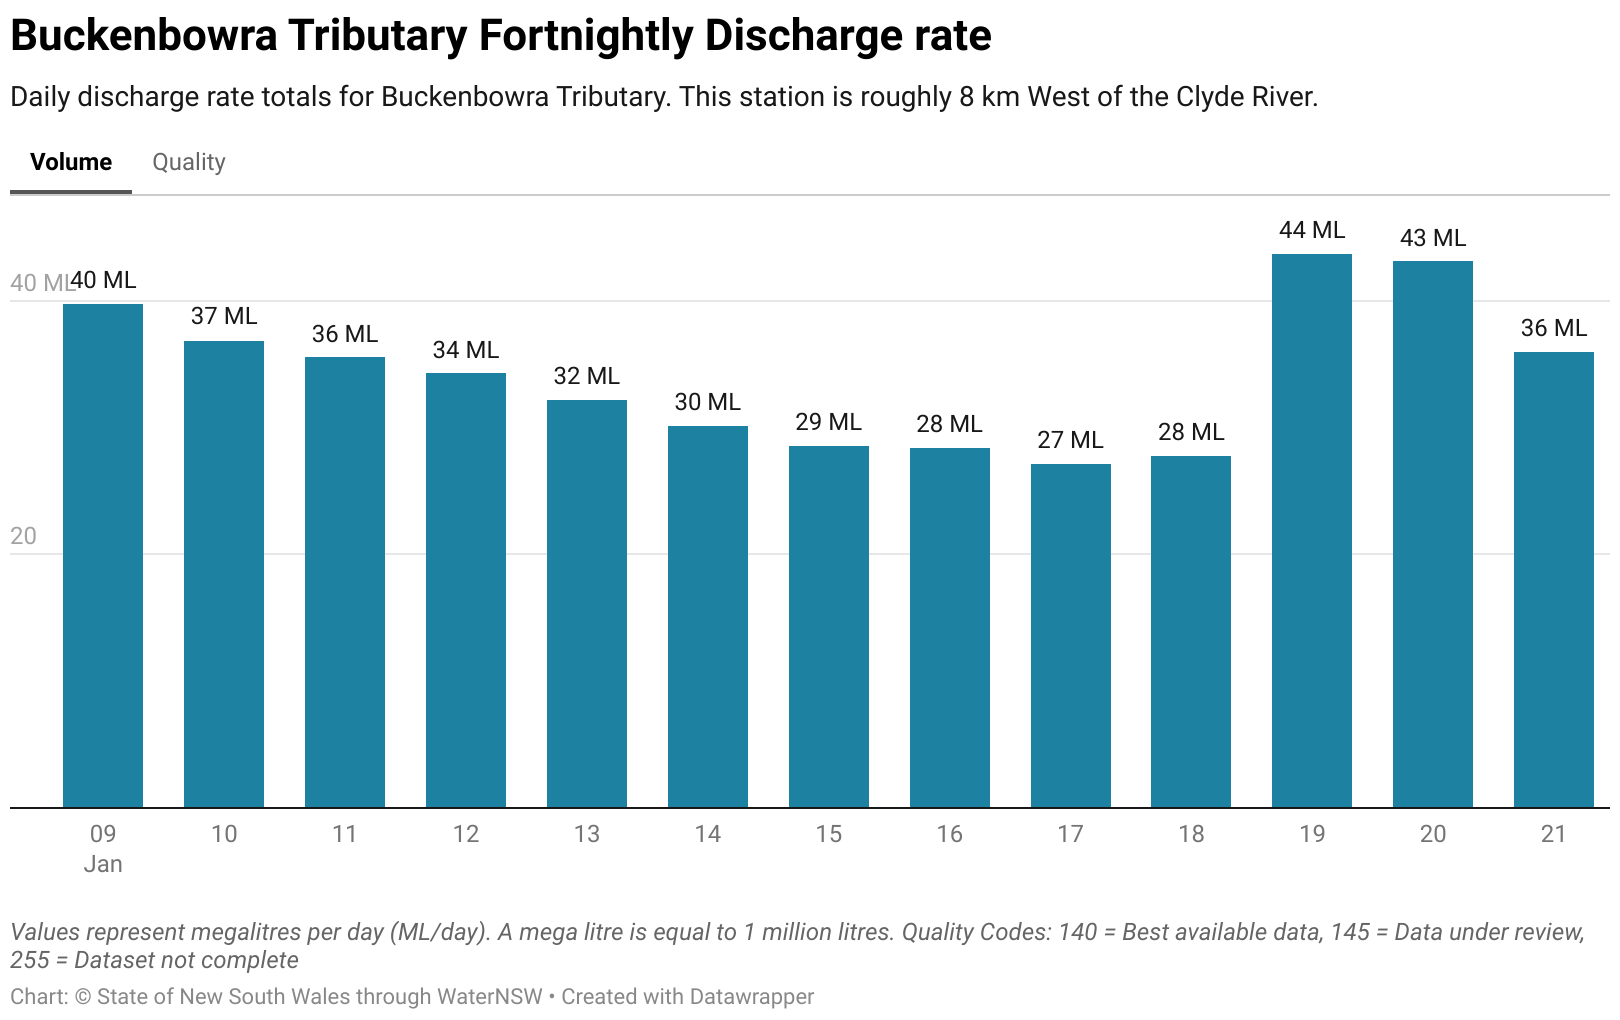 Buckenbowra Tributary Fortnightly Discharge rate
Daily discharge rate totals for Buckenbowra Tributary. This station is roughly 8 km West of the Clyde River.
Volume Quality
44 ML
43 ML
40 ML 40 ML
37 ML
36 ML
34 ML
32 ML
30 ML
29 ML
28 ML
27 ML
28 ML
36 ML
20
09 10 11 12 13 14 15 16 17 18 19 20 21
Jan
Values represent megalitres per day (ML/day). A mega litre is equal to 1 million litres. Quality Codes: 140 = Best available data, 145 = Data under review,
255 = Dataset not complete
Chart: © State of New South Wales through WaterNSW • Created with Datawrapper